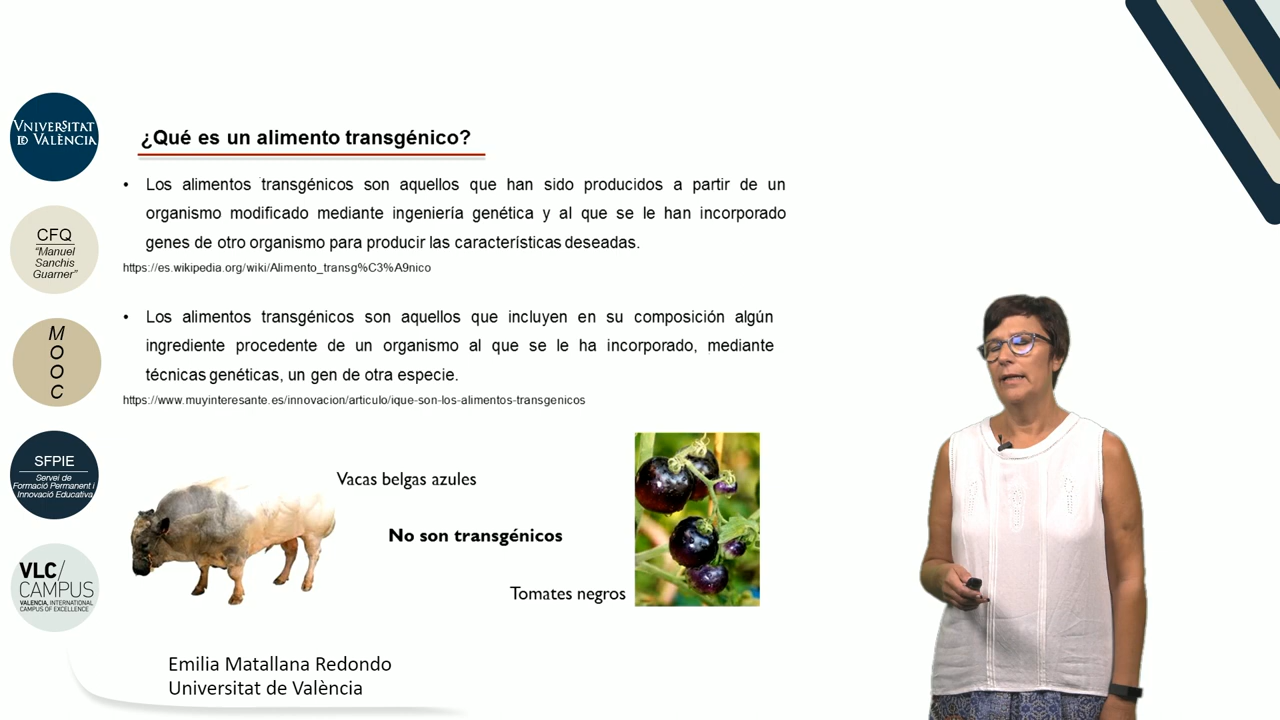 VNIVERSITAT
ID VALÈNCIA
CFQ
“Manuel
Sanchis
Guarner”
M
O
O
C
SFPIE
Servei de
Formació Permanent i
Innovació Educativa
VLC/
CAMPUS
VALENCIA, INTERNATIONAL
CAMPUS OF EXCELLENCE
¿Qué es un alimento transgénico?
• Los alimentos transgénicos son aquellos que han sido producidos a partir de un
organismo modificado mediante ingeniería genética y al que se le han incorporado
genes de otro organismo para producir las características deseadas.
https://es.wikipedia.org/wiki/Alimento_transg%C3%A9nico
• Los alimentos transgénicos son aquellos que incluyen en su composición algún
ingrediente procedente de un organismo al que se le ha incorporado, mediante
técnicas genéticas, un gen de otra especie.
https://www.muyinteresante.es/innovacion/articulo/ique-son-los-alimentos-transgenicos
Vacas belgas azules
No son transgénicos
Tomates negros
Emilia Matallana Redondo
Universitat de València